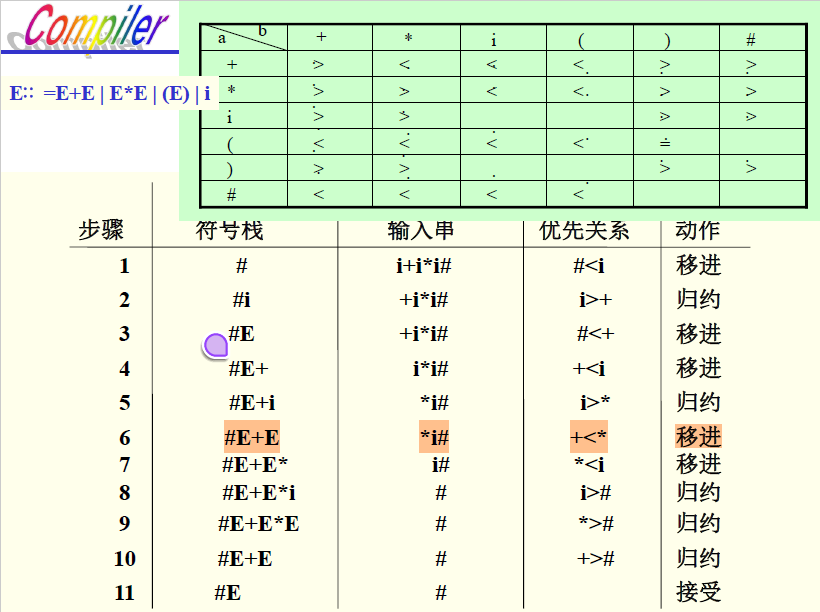 Compiler
a b + * i ( ) #
+ ⋗ ⋖ ⋖ ⋖ ⋗ ⋗
E:: =E+E | E*E | (E) | i
* ⋗ ⋗ ⋖ ⋖ ⋗ ⋗
i ⋗ ⋗ ⋗ ⋗
( ⋖ ⋖ ⋖ ⋖ ≐
) ⋗ ⋗ ⋗ ⋗
# ⋖ ⋖ ⋖ ⋖
步骤 符号栈 输入串 优先关系 动作
1 # i+i*i# #<i 移进
2 #i +i*i# i>+ 归约
3 #E +i*i# #<+ 移进
4 #E+ i*i# +<i 移进
5 #E+i *i# i>* 归约
6 #E+E *i# +<* 移进
7 #E+E* i# *<i 移进
8 #E+E*i # i># 归约
9 #E+E*E # *># 归约
10 #E+E # +># 归约
11 #E # 接受